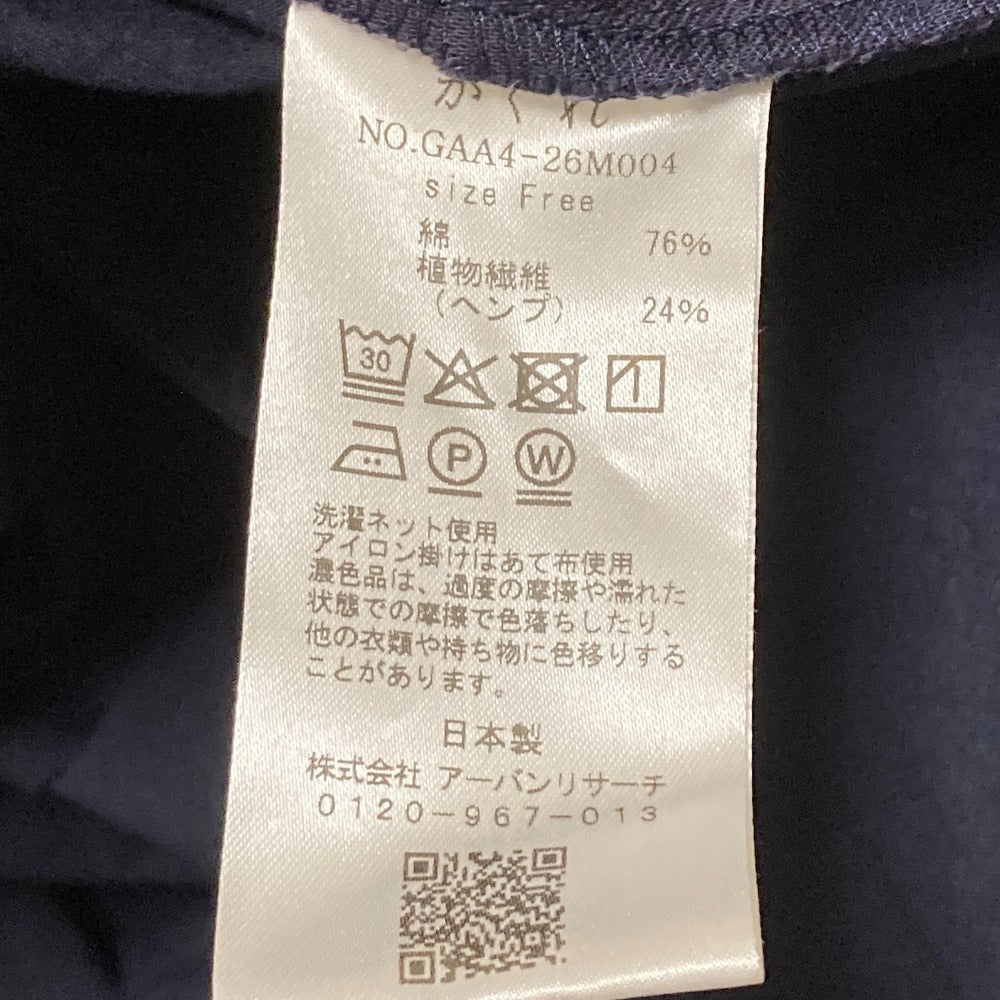 かぐれ
NO.GAA4-26M004
size Free
綿 76%
植物繊維
(ヘンプ) 24%
30
P
W
洗濯ネット使用
アイロン掛けはあて布使用
濃色品は、過度の摩擦や濡れた
状態での摩擦で色落ちしたり、
他の衣類や持ち物に色移りする
ことがあります。
日本製
株式会社 アーバンリサーチ
0120-967-013